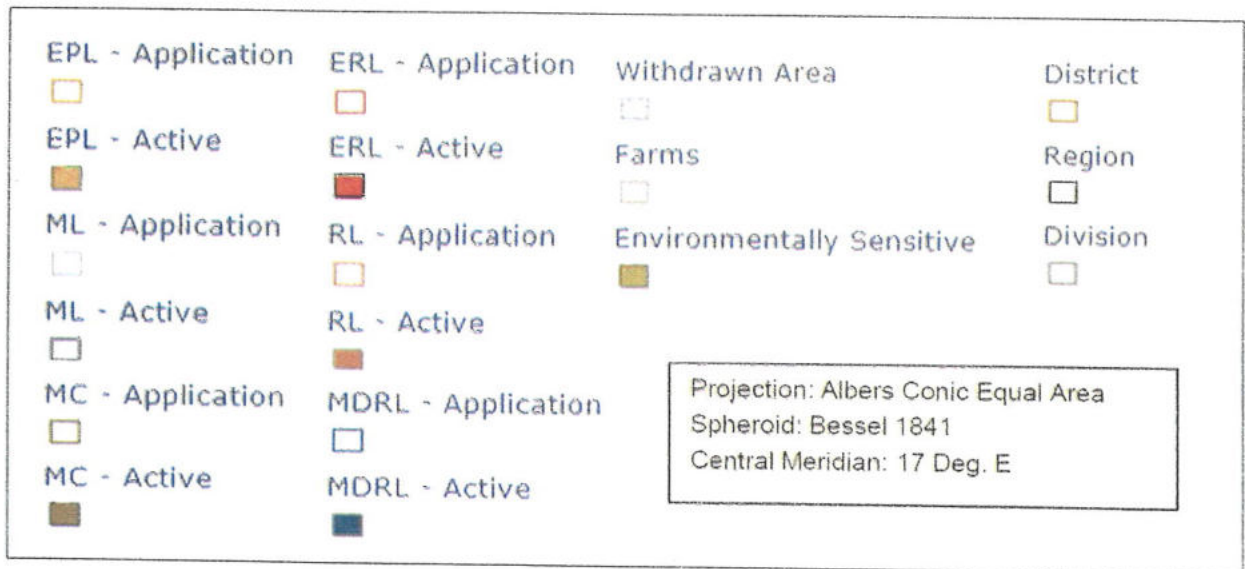 EPL - Application
EPL - Active
ML - Application
ML - Active
MC - Application
MC - Active
ERL - Application
ERL - Active
RL - Application
RL - Active
MDRL - Application
MDRL - Active
Withdrawn Area
Farms
Environmentally Sensitive
District
Region
Division
Projection: Albers Conic Equal Area
Spheroid: Bessel 1841
Central Meridian: 17 Deg. E